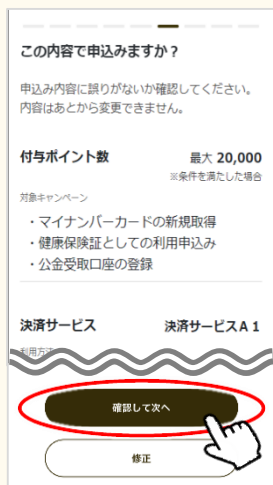 この内容で申込みますか？
申込み内容に誤りがないか確認してください。
内容はあとから変更できません。
付与ポイント数 最大 20,000
※条件を満たした場合
対象キャンペーン
・マイナンバーカードの新規取得
・健康保険証としての利用申込み
・公金受取口座の登録
決済サービス 決済サービスA１
利用方法
確認して次へ
修正